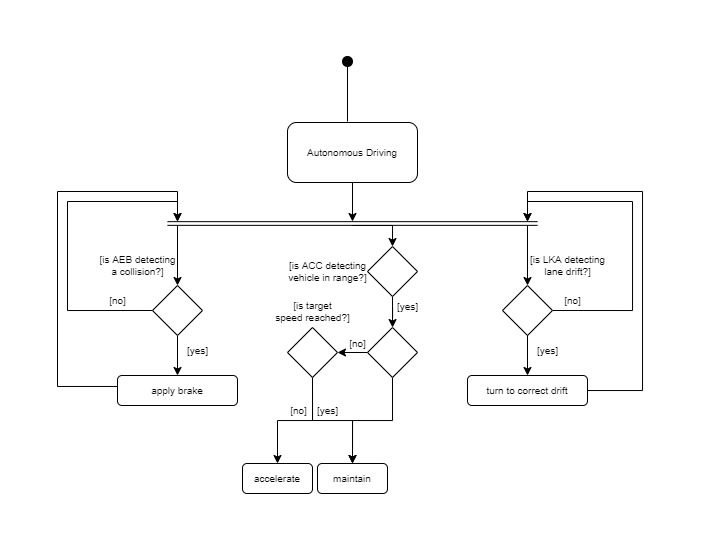 Autonomous Driving
[is AEB detecting
a collision?]
[is ACC detecting
vehicle in range?]
[is LKA detecting
lane drift?]
[no]
[is target
speed reached?]
[yes]
[no]
[yes]
[no]
[yes]
apply brake
turn to correct drift
[no]
[yes]
accelerate
maintain